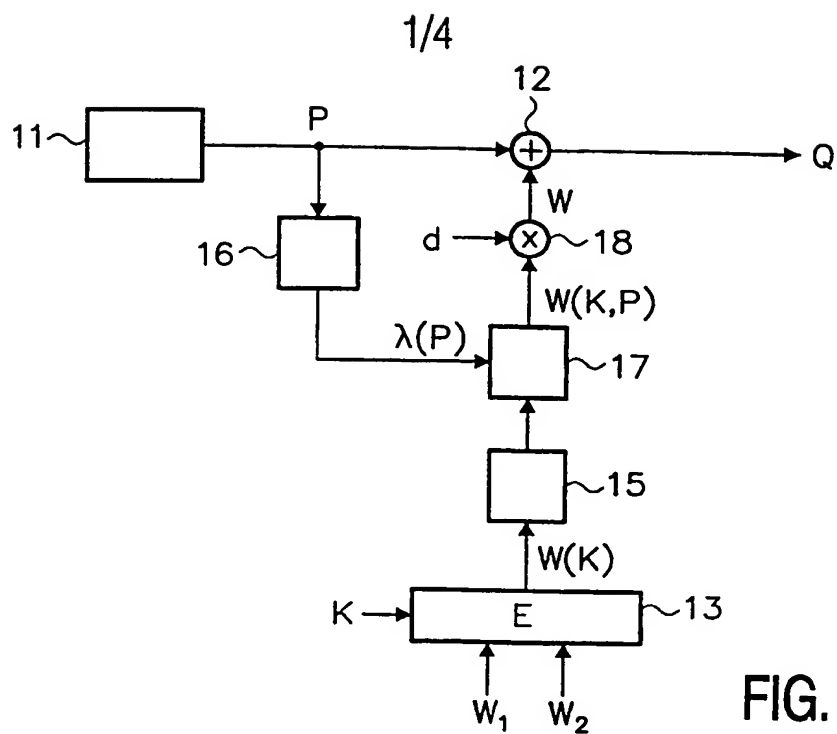 1/4
12
11
P
+
Q
W
16
d
x
18
W(K,P)
λ(P)
17
15
W(K)
K
E
13
W₁
W₂
FIG.